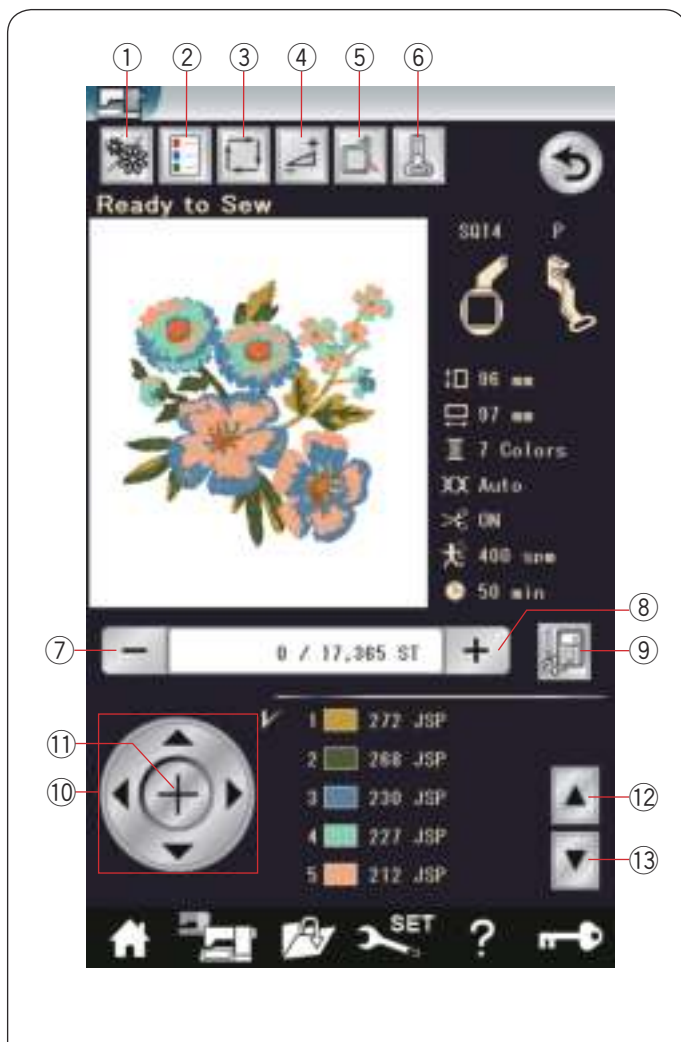 ① ② ③ ④ ⑤ ⑥
Ready to Sew
SQ14 P
96 mm
97 mm
7 Colors
Auto
ON
400 spm
50 min
⑧
⑦ − 0 / 17,365 ST + ⑨
1 272 JSP
⑪
2 268 JSP
⑩ 3 230 JSP ⑫
4 227 JSP
5 212 JSP ⑬
SET ?